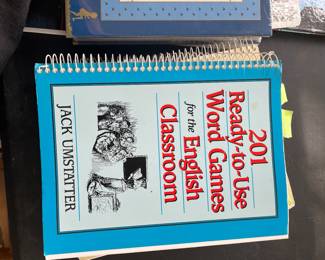 201
Ready-to-Use
Word Games
for the English
Classroom
JACK UMSTATTER